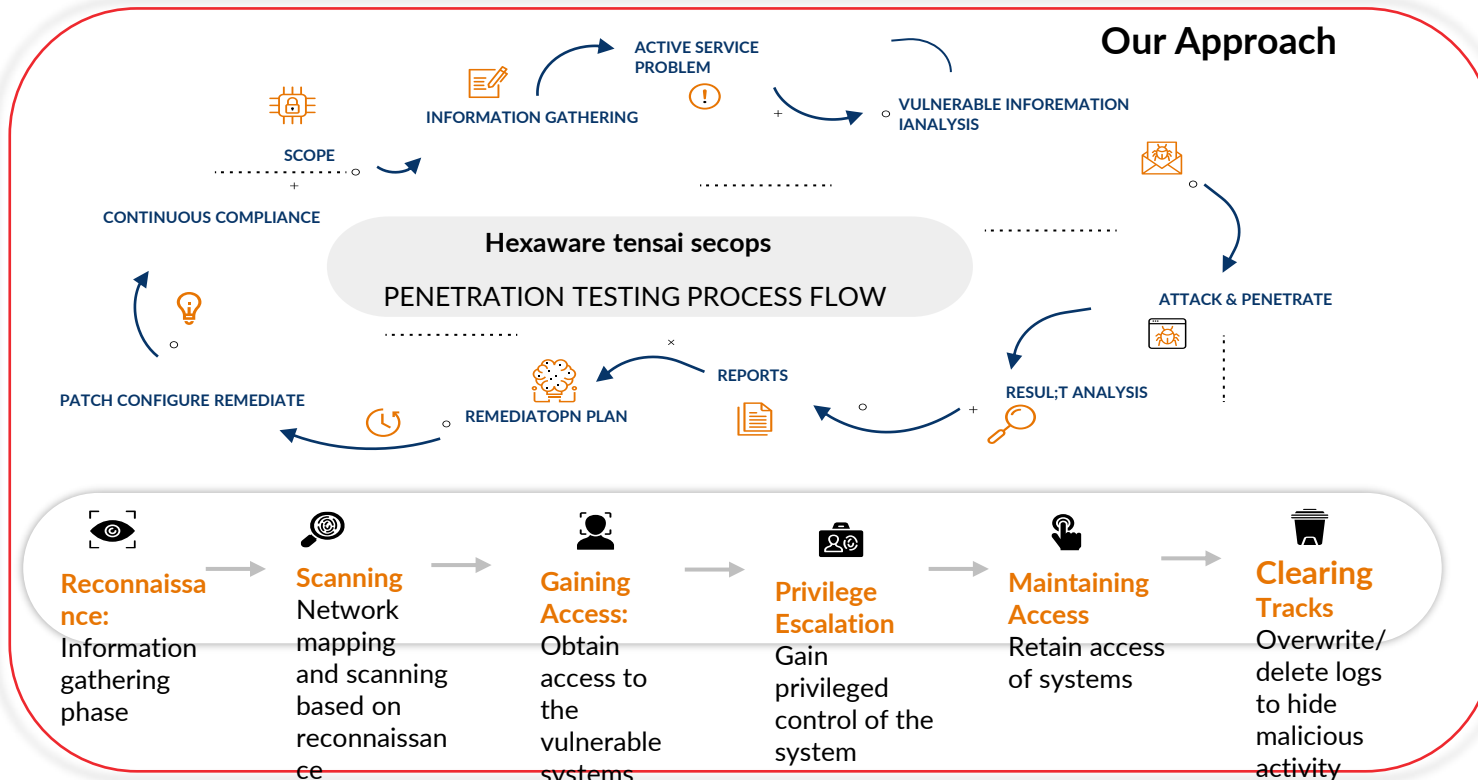 Our Approach
SCOPE
INFORMATION GATHERING
ACTIVE SERVICE
PROBLEM
VULNERABLE INFOREMATION
IANALYSIS
ATTACK & PENETRATE
RESUL;T ANALYSIS
REPORTS
REMEDIATOPN PLAN
PATCH CONFIGURE REMEDIATE
CONTINUOUS COMPLIANCE
Hexaware tensai secops
PENETRATION TESTING PROCESS FLOW
Reconnaissa
nce:
Information
gathering
phase
Scanning
Network
mapping
and scanning
based on
reconnaissan
ce
Gaining
Access:
Obtain
access to
the
vulnerable
systems
Privilege
Escalation
Gain
privileged
control of the
system
Maintaining
Access
Retain access
of systems
Clearing
Tracks
Overwrite/
delete logs
to hide
malicious
activity